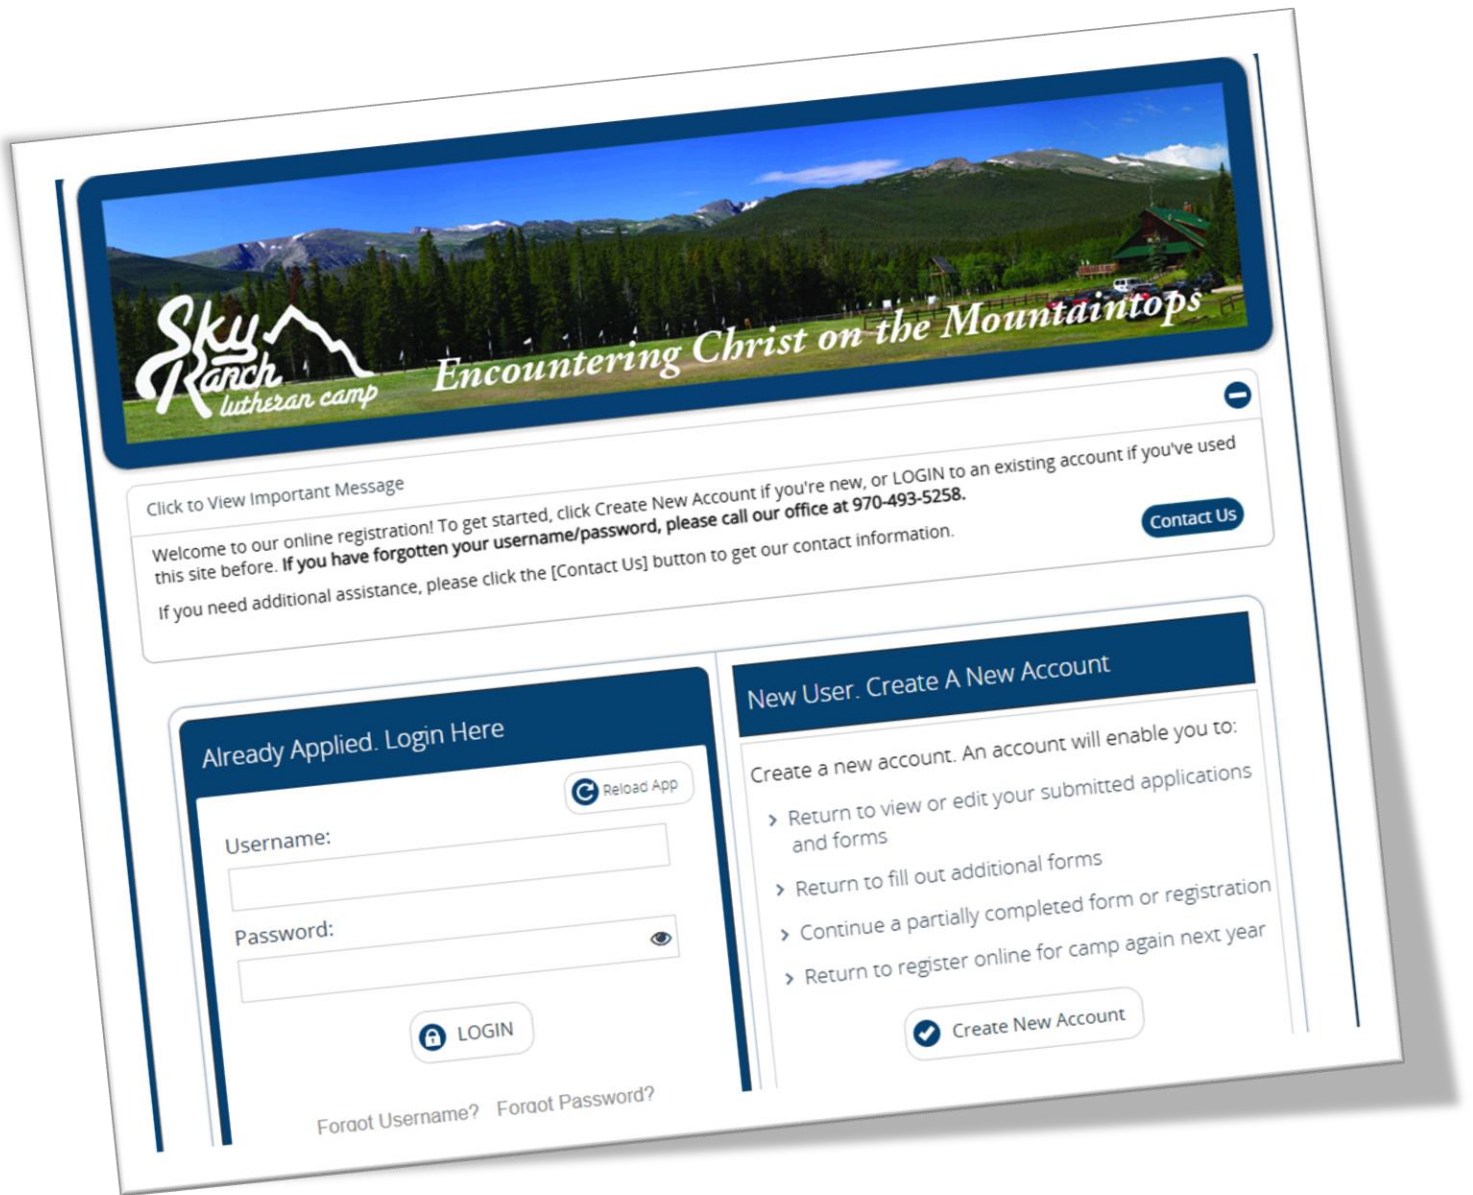 Sky
Ranch
lutheran camp
Encountering Christ on the Mountaintops
Click to View Important Message
Welcome to our online registration! To get started, click Create New Account if you're new, or LOGIN to an existing account if you've used
this site before. If you have forgotten your username/password, please call our office at 970-493-5258.
If you need additional assistance, please click the [Contact Us] button to get our contact information.
Contact Us
Already Applied. Login Here
Reload App
Username:
Password:
LOGIN
Forgot Username? Forgot Password?
New User. Create A New Account
Create a new account. An account will enable you to:
Return to view or edit your submitted applications
and forms
Return to fill out additional forms
Continue a partially completed form or registration
Return to register online for camp again next year
Create New Account